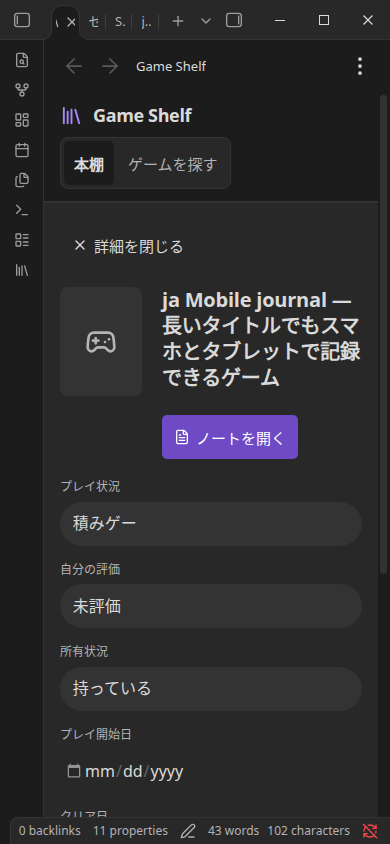 セ
S.
j..
Game Shelf
Game Shelf
本棚
ゲームを探す
詳細を閉じる
ja Mobile journal —
長いタイトルでもスマ
ホとタブレットで記録
できるゲーム
ノートを開く
プレイ状況
積みゲー
自分の評価
未評価
所有状況
持っている
プレイ開始日
mm/dd/yyyy
クリア日
0 backlinks 11 properties 43 words 102 characters